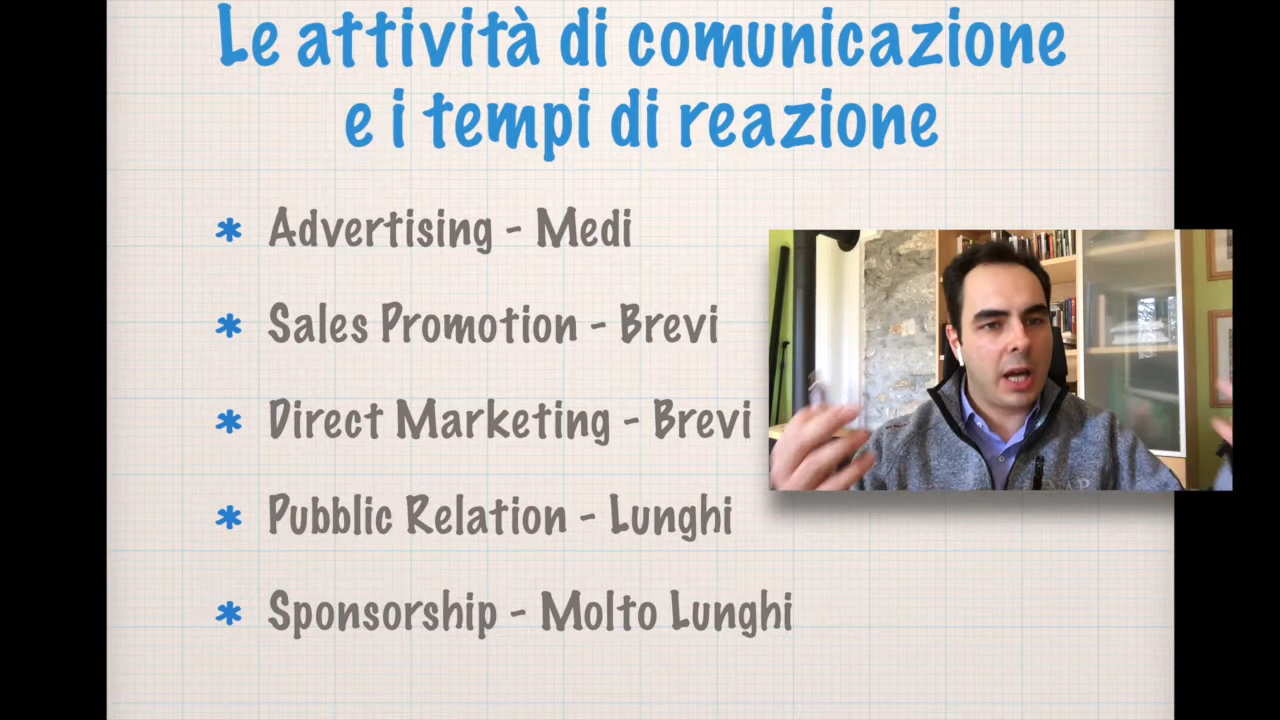 Le attività di comunicazione
e i tempi di reazione
* Advertising - Medi
* Sales Promotion - Brevi
* Direct Marketing - Brevi
* Pubblic Relation - Lunghi
* Sponsorship - Molto Lunghi